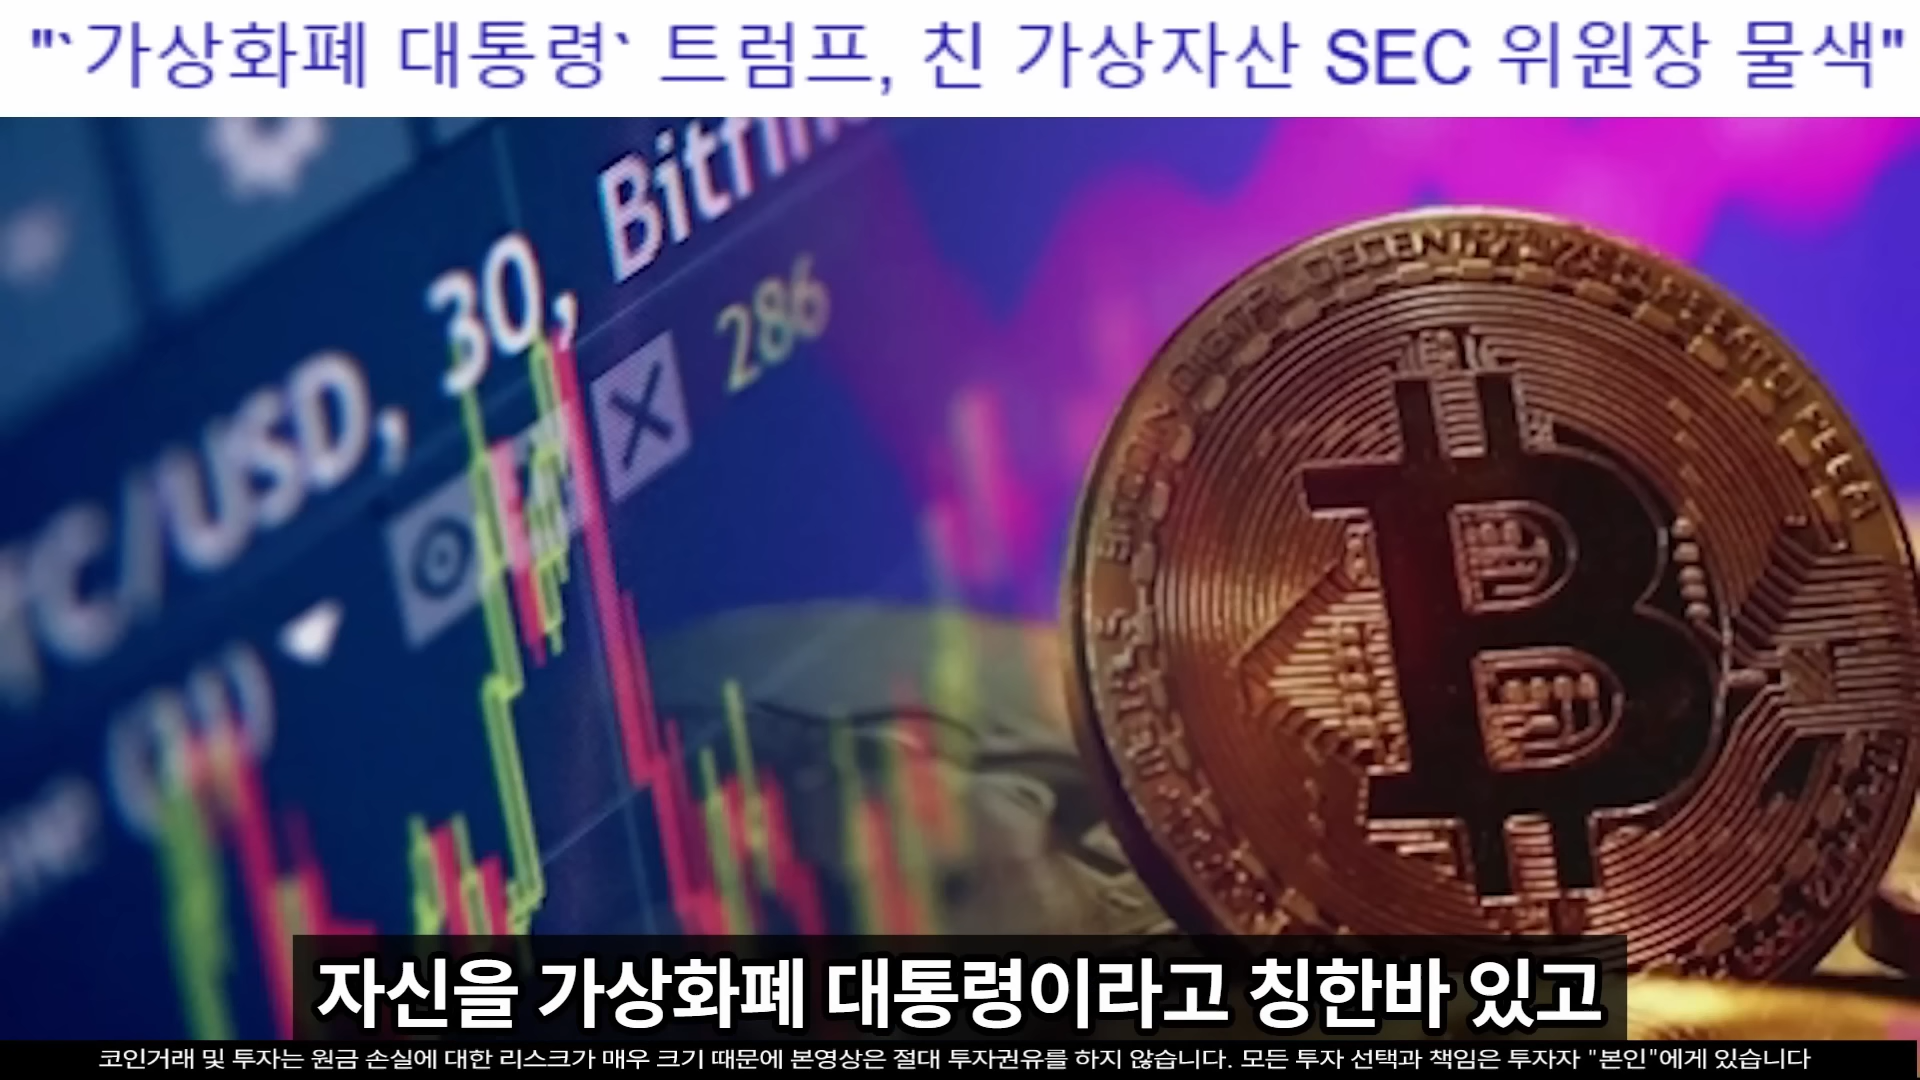 "`가상화폐 대통령` 트럼프, 친 가상자산 SEC 위원장 물색"
30, Bitfin
286
/USD,
자신을 가상화폐 대통령이라고 칭한바 있고
코인거래 및 투자는 원금 손실에 대한 리스크가 매우 크기 때문에 본영상은 절대 투자권유를 하지 않습니다. 모든 투자 선택과 책임은 투자자 "본인"에게 있습니다